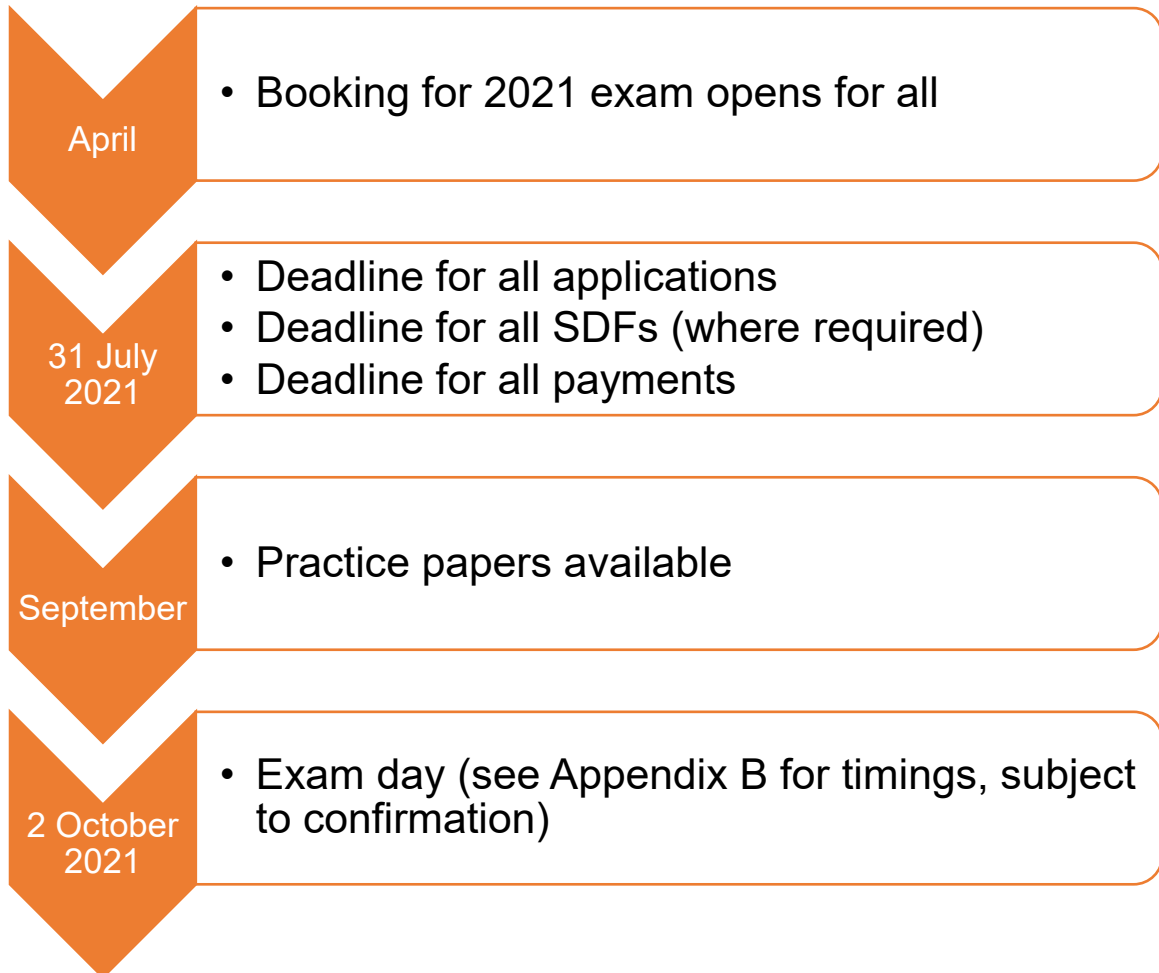 April
• Booking for 2021 exam opens for all
31 July
2021
• Deadline for all applications
• Deadline for all SDFs (where required)
• Deadline for all payments
September
• Practice papers available
2 October
2021
• Exam day (see Appendix B for timings, subject
to confirmation)